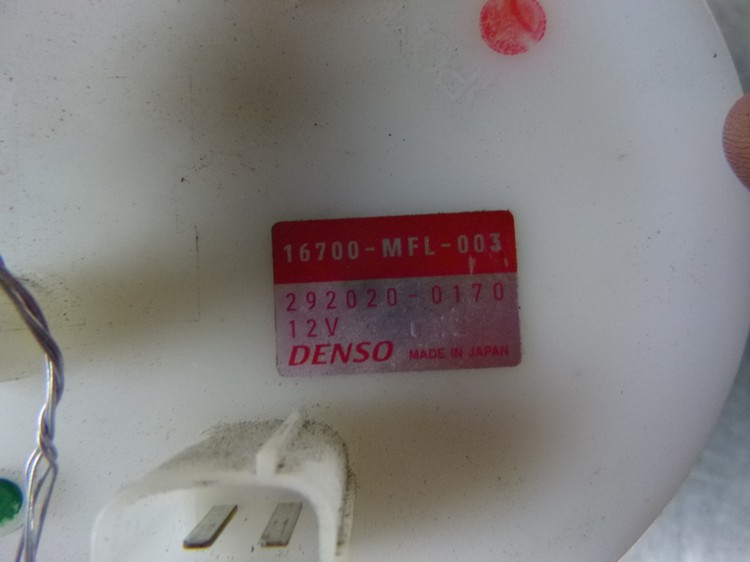 16700-MFL-003
292020-0170
12V
DENSO MADE IN JAPAN